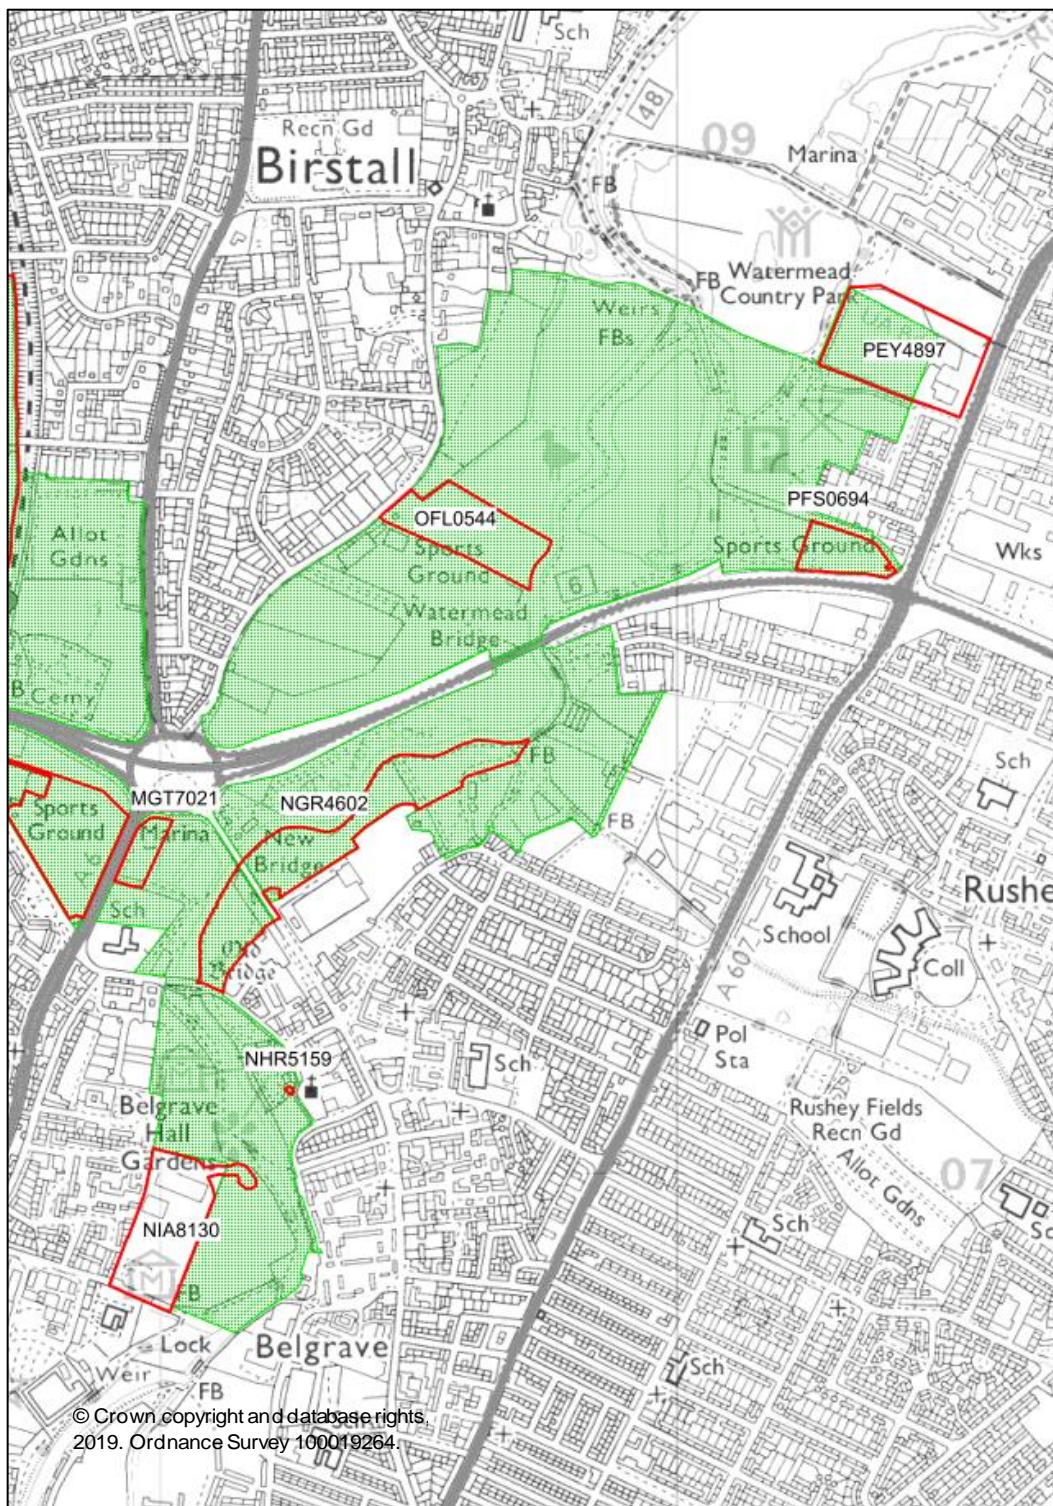 Sch
48
Recn Gd
Birstall
09
Marina
FB
Watermead
Country Park
FB
Weirs
FBs
PEY4897
P
PFS0694
OFL0544
Sports Ground
Wks
Allot
Gdns
Sports
Ground
6
Watermead
Bridge
B
Cemy
Sch
FB
MGT7021
NGR4602
FB
Sports
Ground
Marina
New
Bridge
A 6
Sch
Rushe
School
Coll
Old
Bridge
A 607
Pol
Sta
NHR5159
Sch
Belgrave
Hall
Gardens
Rushey Fields
Recn Gd
Allot Gdns
07
NIA8130
Sch
M
FB
Lock
Belgrave
Weir
FB
Sch
© Crown copyright and database rights,
2019. Ordnance Survey 100019264.